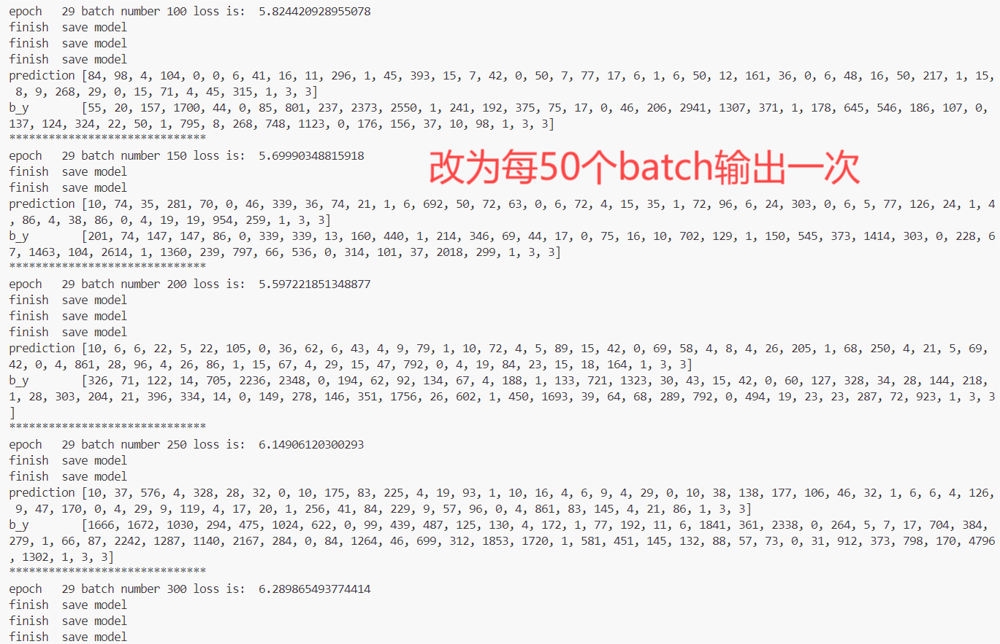 epoch   29 batch number 100 loss is:  5.824420928955078
finish  save model
finish  save model
finish  save model
prediction [84, 98, 4, 104, 0, 0, 6, 41, 16, 11, 296, 1, 45, 393, 15, 7, 42, 0, 50, 7, 77, 17, 6, 1, 6, 50, 12, 161, 36, 0, 6, 48, 16, 50, 217, 1, 15,
 8, 9, 268, 29, 0, 15, 71, 4, 45, 315, 1, 3, 3]
b_y        [55, 20, 157, 1700, 44, 0, 85, 801, 237, 2373, 2550, 1, 241, 192, 375, 75, 17, 0, 46, 206, 2941, 1307, 371, 1, 178, 645, 546, 186, 107, 0,
137, 124, 324, 22, 50, 1, 795, 8, 268, 748, 1123, 0, 176, 156, 37, 10, 98, 1, 3, 3]
******************************
epoch   29 batch number 150 loss is:  5.69990348815918
改为每50个batch输出一次
finish  save model
finish  save model
prediction [10, 74, 35, 281, 70, 0, 46, 339, 36, 74, 21, 1, 6, 692, 50, 72, 63, 0, 6, 72, 4, 15, 35, 1, 72, 96, 6, 24, 303, 0, 6, 5, 77, 126, 24, 1, 4
, 86, 4, 38, 86, 0, 4, 19, 19, 954, 259, 1, 3, 3]
b_y        [201, 74, 147, 147, 86, 0, 339, 339, 13, 160, 440, 1, 214, 346, 69, 44, 17, 0, 75, 16, 10, 702, 129, 1, 150, 545, 373, 1414, 303, 0, 228, 6
7, 1463, 104, 2614, 1, 1360, 239, 797, 66, 536, 0, 314, 101, 37, 2018, 299, 1, 3, 3]
******************************
epoch   29 batch number 200 loss is:  5.597221851348877
finish  save model
finish  save model
finish  save model
prediction [10, 6, 6, 22, 5, 22, 105, 0, 36, 62, 6, 43, 4, 9, 79, 1, 10, 72, 4, 5, 89, 15, 42, 0, 69, 58, 4, 8, 4, 26, 205, 1, 68, 250, 4, 21, 5, 69,
42, 0, 4, 861, 28, 96, 4, 26, 86, 1, 15, 67, 4, 29, 15, 47, 792, 0, 4, 19, 84, 23, 15, 18, 164, 1, 3, 3]
b_y        [326, 71, 122, 14, 705, 2236, 2348, 0, 194, 62, 92, 134, 67, 4, 188, 1, 133, 721, 1323, 30, 43, 15, 42, 0, 60, 127, 328, 34, 28, 144, 218,
1, 28, 303, 204, 21, 396, 334, 14, 0, 149, 278, 146, 351, 1756, 26, 602, 1, 450, 1693, 39, 64, 68, 289, 792, 0, 494, 19, 23, 23, 287, 72, 923, 1, 3, 3
]
******************************
epoch   29 batch number 250 loss is:  6.14906120300293
finish  save model
finish  save model
prediction [10, 37, 576, 4, 328, 28, 32, 0, 10, 175, 83, 225, 4, 19, 93, 1, 10, 16, 4, 6, 9, 4, 29, 0, 10, 38, 138, 177, 106, 46, 32, 1, 6, 6, 4, 126,
 9, 47, 170, 0, 4, 29, 9, 119, 4, 17, 20, 1, 256, 41, 84, 229, 9, 57, 96, 0, 4, 861, 83, 145, 4, 21, 86, 1, 3, 3]
b_y        [1666, 1672, 1030, 294, 475, 1024, 622, 0, 99, 439, 487, 125, 130, 4, 172, 1, 77, 192, 11, 6, 1841, 361, 2338, 0, 264, 5, 7, 17, 704, 384,
279, 1, 66, 87, 2242, 1287, 1140, 2167, 284, 0, 84, 1264, 46, 699, 312, 1853, 1720, 1, 581, 451, 145, 132, 88, 57, 73, 0, 31, 912, 373, 798, 170, 4796
, 1302, 1, 3, 3]
******************************
epoch   29 batch number 300 loss is:  6.289865493774414
finish  save model
finish  save model
finish  save model